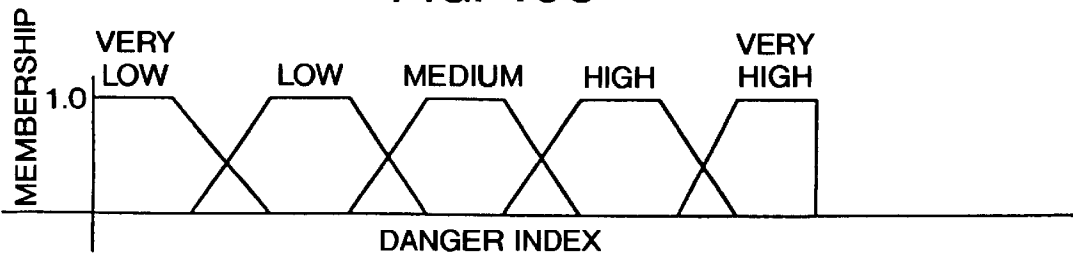 VERY
LOW
LOW
MEDIUM
HIGH
VERY
HIGH
1.0
MEMBERSHIP
DANGER INDEX